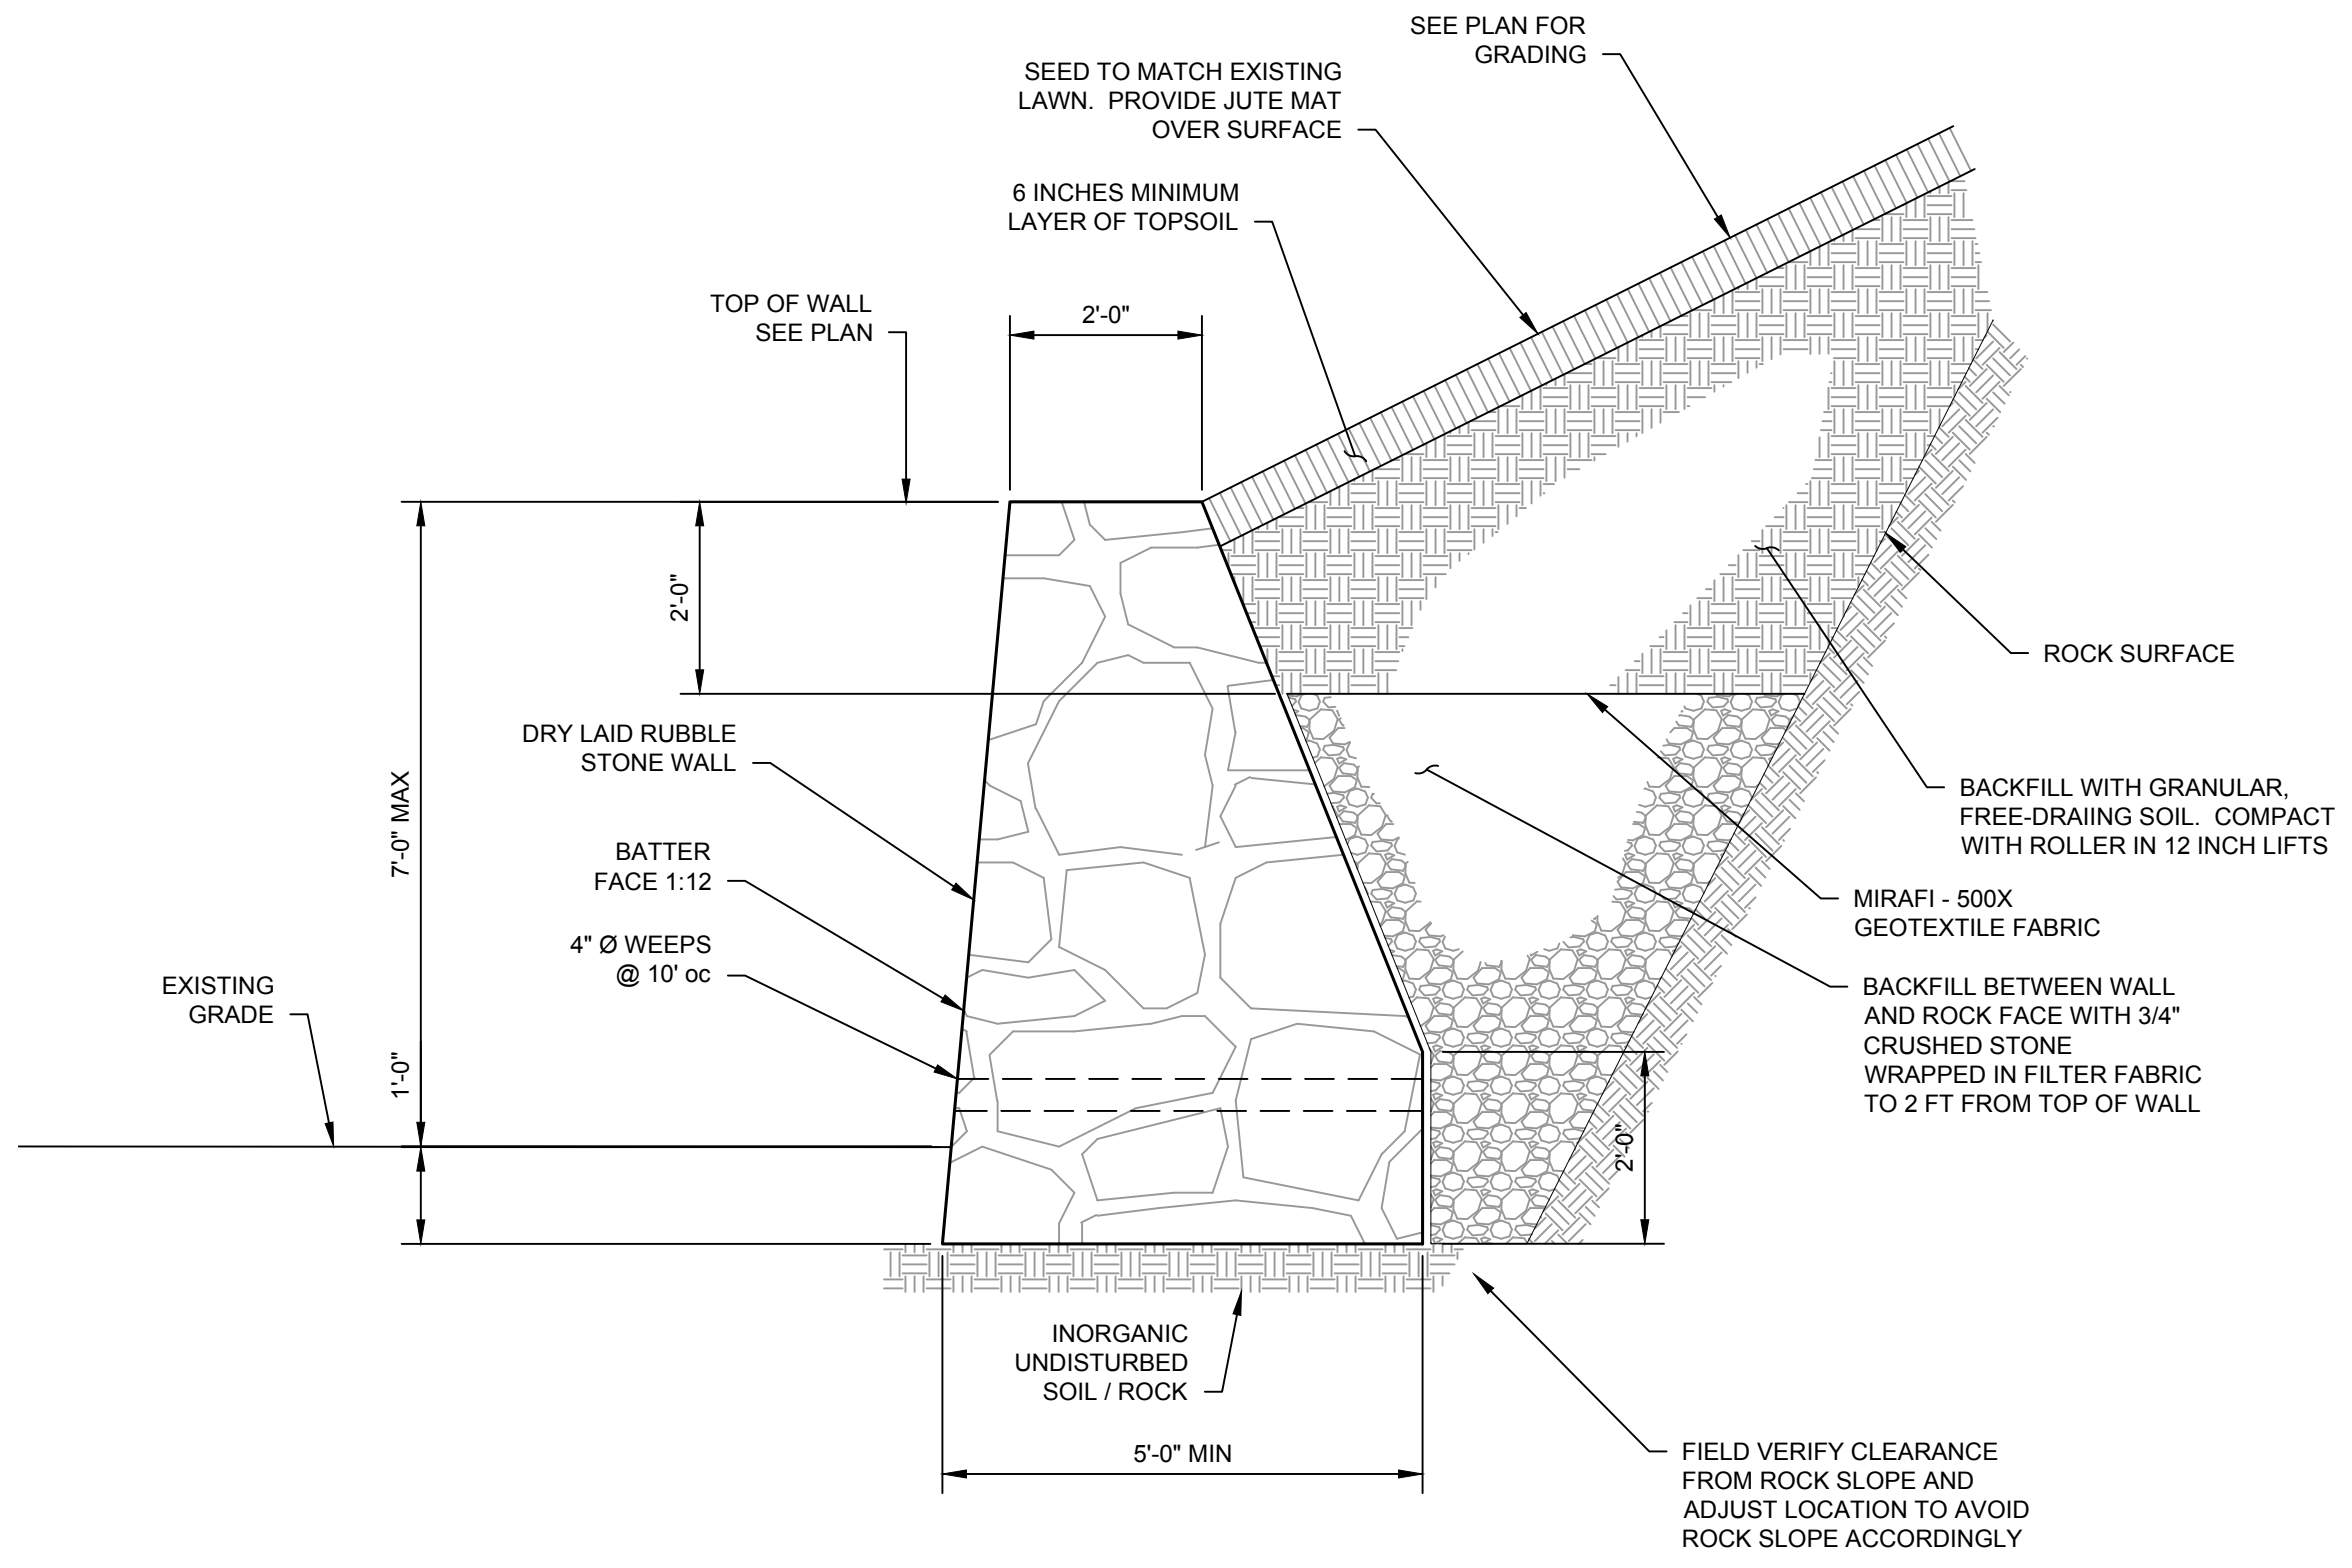 SEE PLAN FOR
GRADING
SEED TO MATCH EXISTING
LAWN.  PROVIDE JUTE MAT
OVER SURFACE
6 INCHES MINIMUM
LAYER OF TOPSOIL
TOP OF WALL
SEE PLAN
2'-0"
2'-0"
ROCK SURFACE
DRY LAID RUBBLE
STONE WALL
7'-0" MAX
BACKFILL WITH GRANULAR,
FREE-DRAIING SOIL.  COMPACT
WITH ROLLER IN 12 INCH LIFTS
BATTER
FACE 1:12
MIRAFI - 500X
GEOTEXTILE FABRIC
4" Ø WEEPS
@ 10' oc
EXISTING
GRADE
BACKFILL BETWEEN WALL
AND ROCK FACE WITH 3/4"
CRUSHED STONE
WRAPPED IN FILTER FABRIC
TO 2 FT FROM TOP OF WALL
1'-0"
2'-0"
INORGANIC
UNDISTURBED
SOIL / ROCK
5'-0" MIN
FIELD VERIFY CLEARANCE
FROM ROCK SLOPE AND
ADJUST LOCATION TO AVOID
ROCK SLOPE ACCORDINGLY